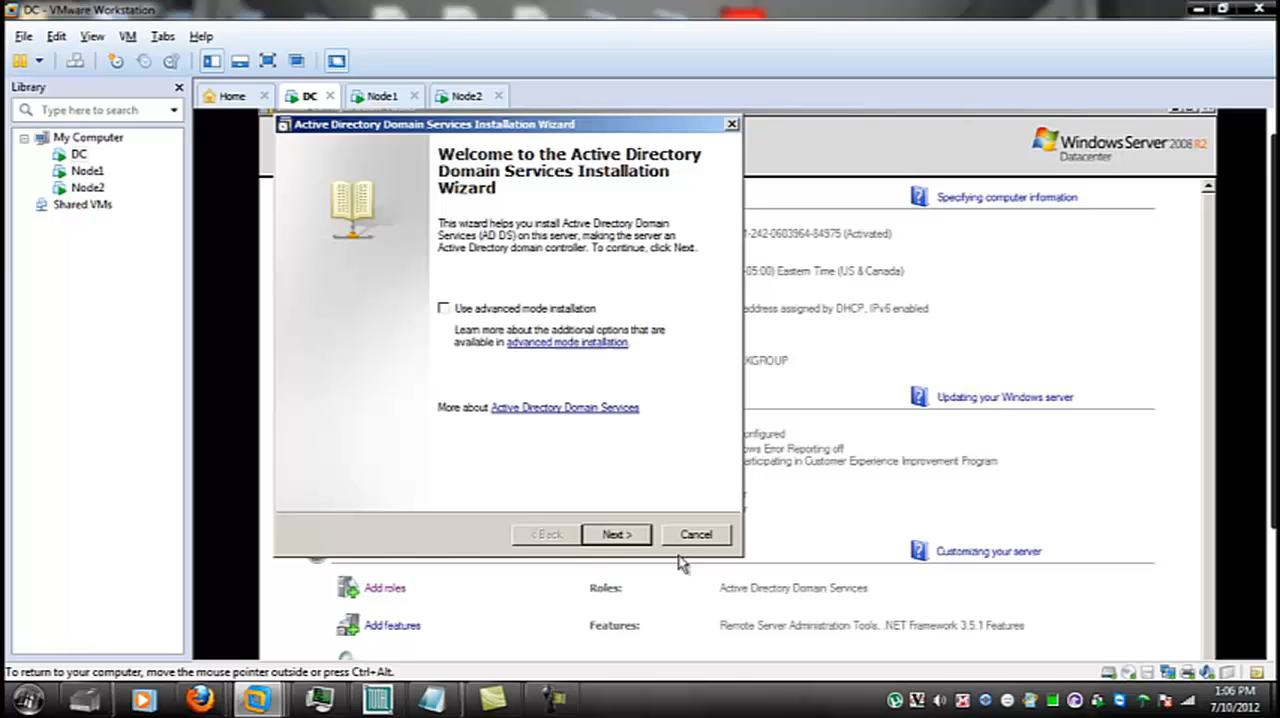 DC - VMware Workstation
File Edit View VM Tabs Help
Library
Type here to search
My Computer
DC
Node1
Node2
Shared VMs
Home DC Node1 Node2
Active Directory Domain Services Installation Wizard
Welcome to the Active Directory
Domain Services Installation
Wizard
This wizard helps you install Active Directory Domain
Services (AD DS) on this server, making the server an
Active Directory domain controller. To continue, click Next.
Use advanced mode installation
Learn more about the additional options that are
available in advanced mode installation.
More about Active Directory Domain Services
< Back Next > Cancel
Windows Server 2008 R2
Datacenter
Specifying computer information
1-242-0603964-84975 (Activated)
-05:00) Eastern Time (US & Canada)
address assigned by DHCP, IPv6 enabled
KGROUP
Updating your Windows server
onfigured
ows Error Reporting off
articipating in Customer Experience Improvement Program
Customizing your server
Add roles Roles: Active Directory Domain Services
Add features Features: Remote Server Administration Tools, .NET Framework 3.5.1 Features
To return to your computer, move the mouse pointer outside or press Ctrl+Alt.
1:06 PM
7/10/2012